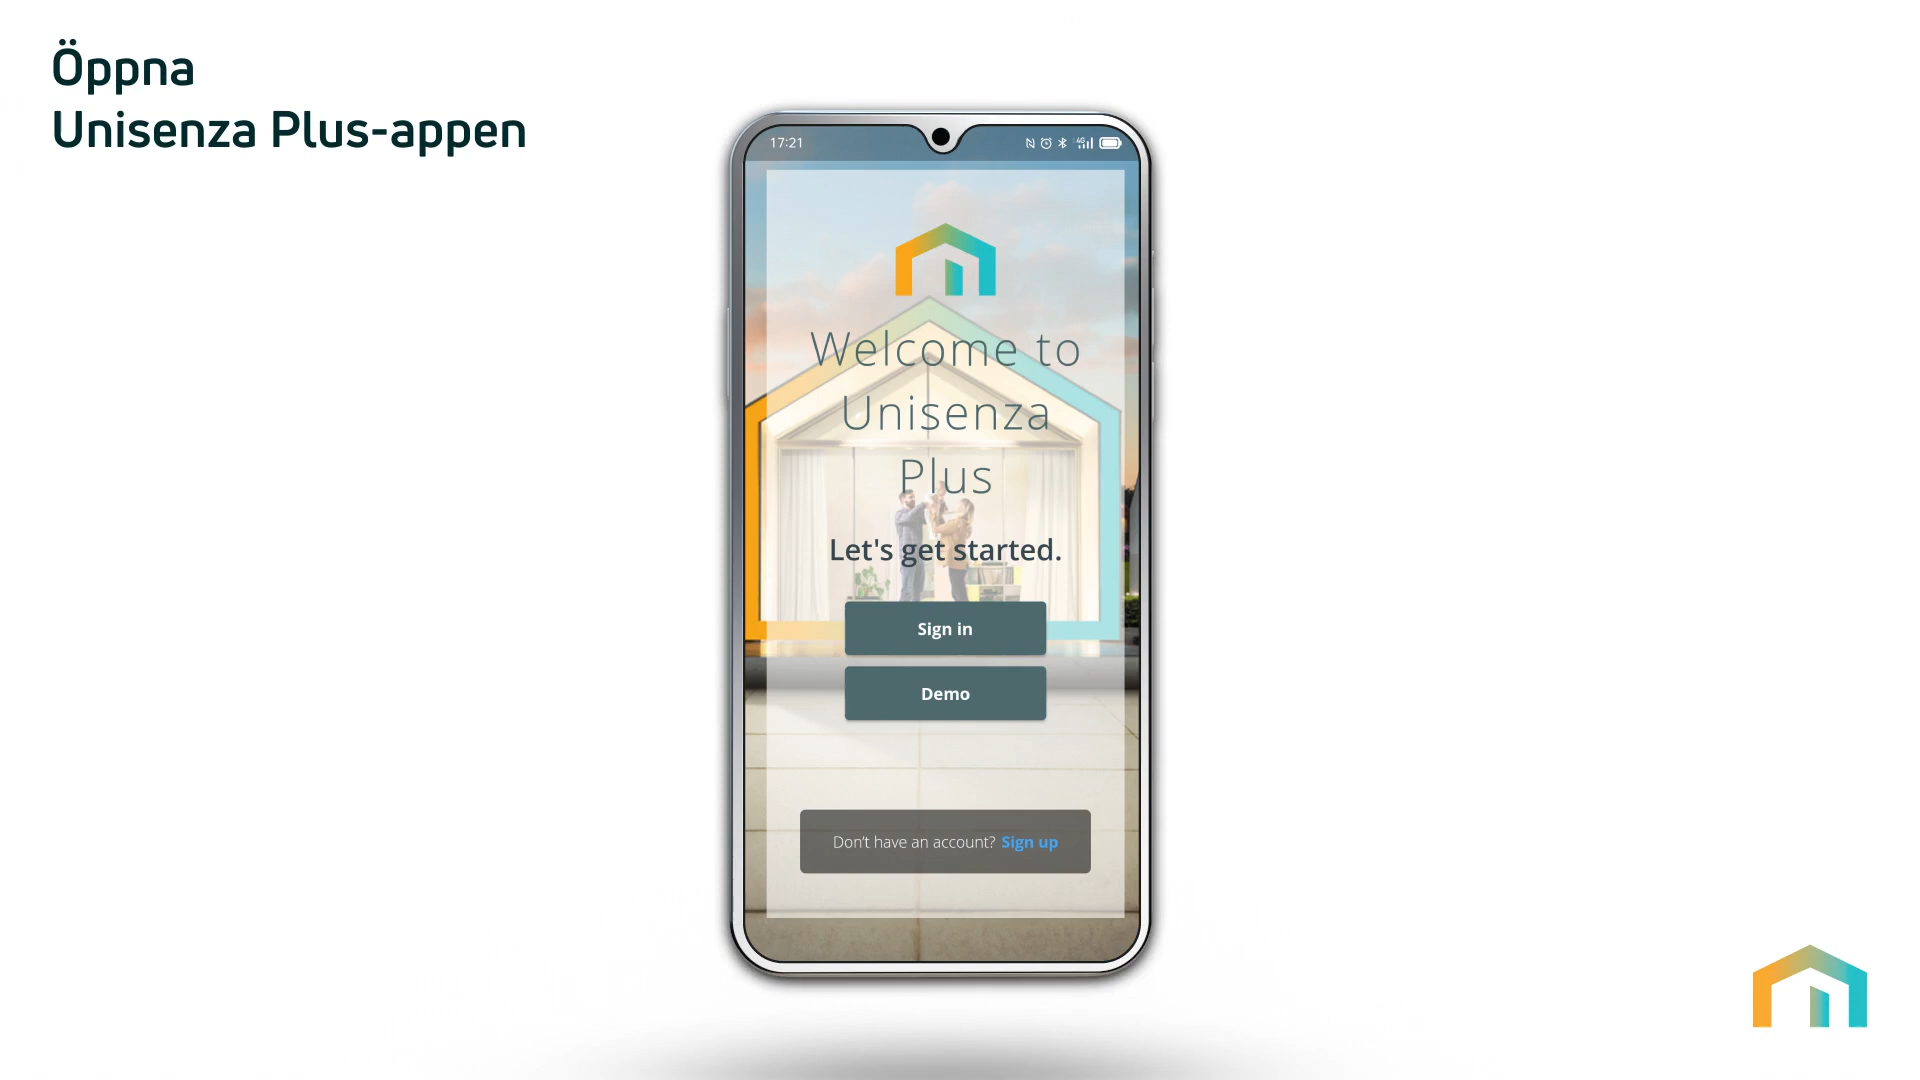 Öppna
Unisenza Plus-appen
17:21
4G
Welcome to
Unisenza
Plus
Let's get started.
Sign in
Demo
Don't have an account? Sign up